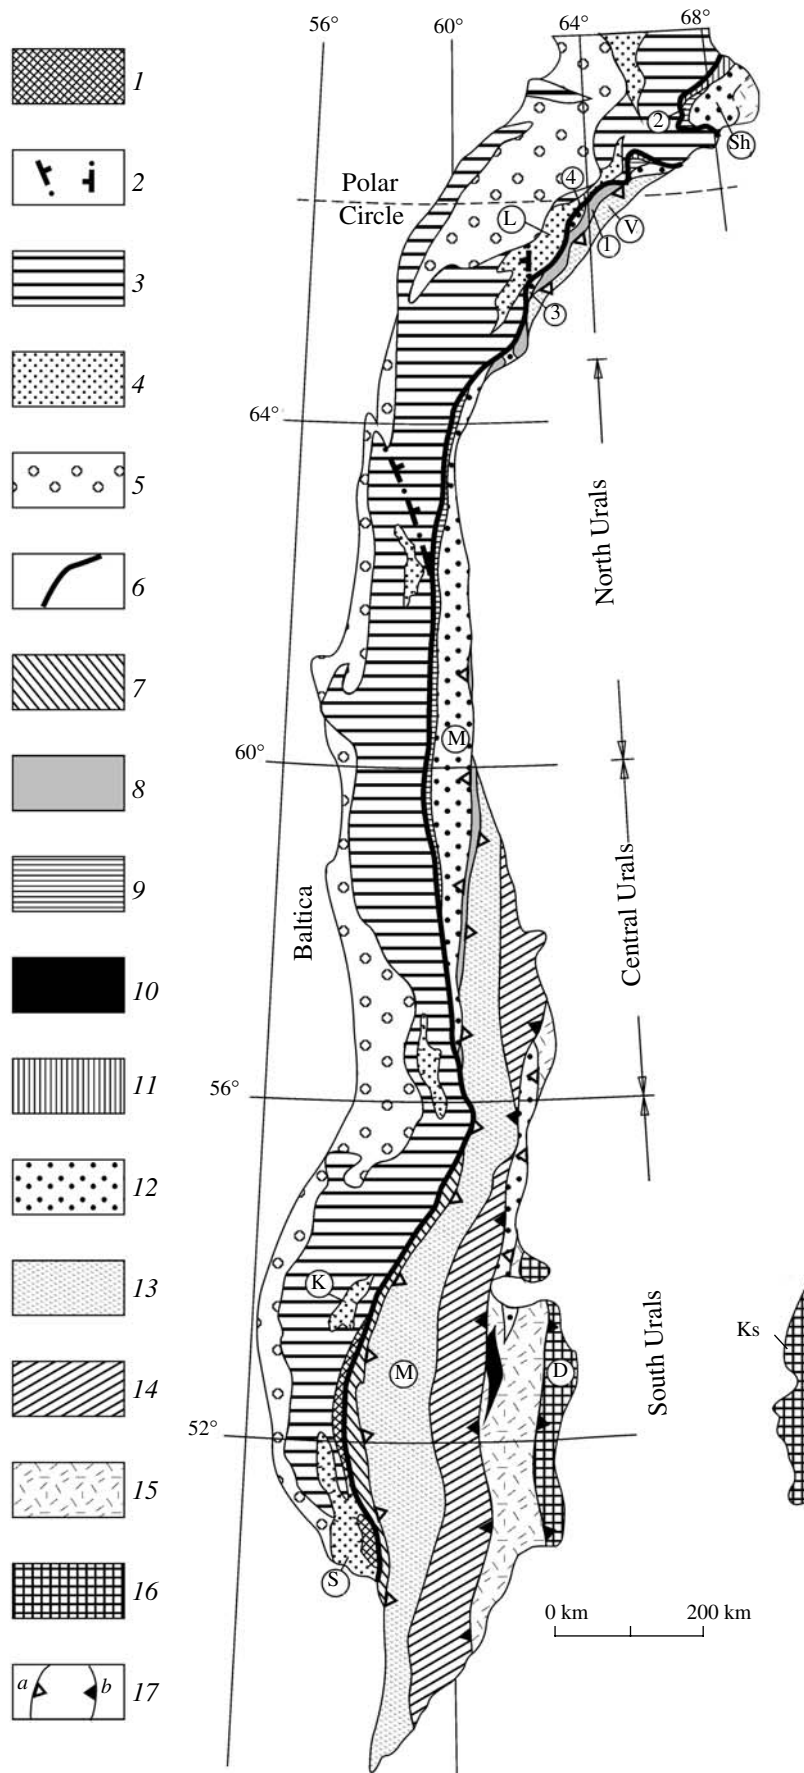 56°
60°
64°
68°
1
2
3
4
5
6
7
8
9
10
11
12
13
14
15
16
a
b
17
Polar
Circle
2
Sh
4
L
V
1
3
64°
North Urals
M
60°
Baltica
Central Urals
56°
K
M
D
Ks
South Urals
52°
S
0 km
200 km